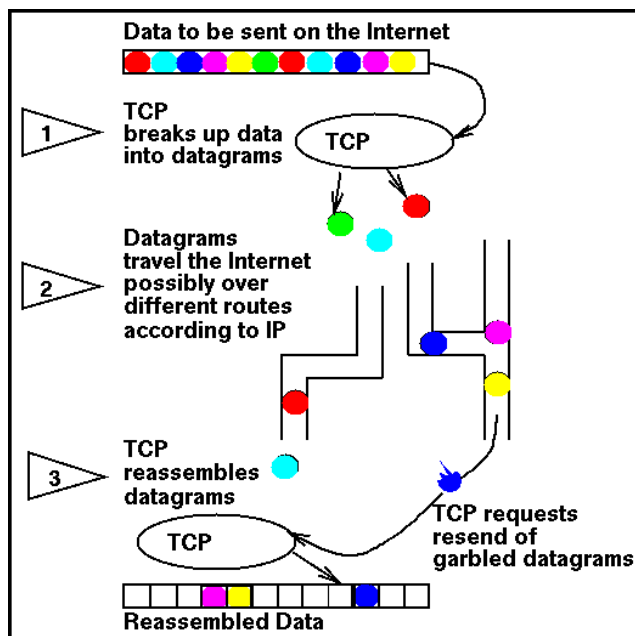 Data to be sent on the Internet
1
TCP
breaks up data
into datagrams
TCP
2
Datagrams
travel the Internet
possibly over
different routes
according to IP
3
TCP
reassembles
datagrams
TCP requests
resend of
garbled datagrams
TCP
Reassembled Data